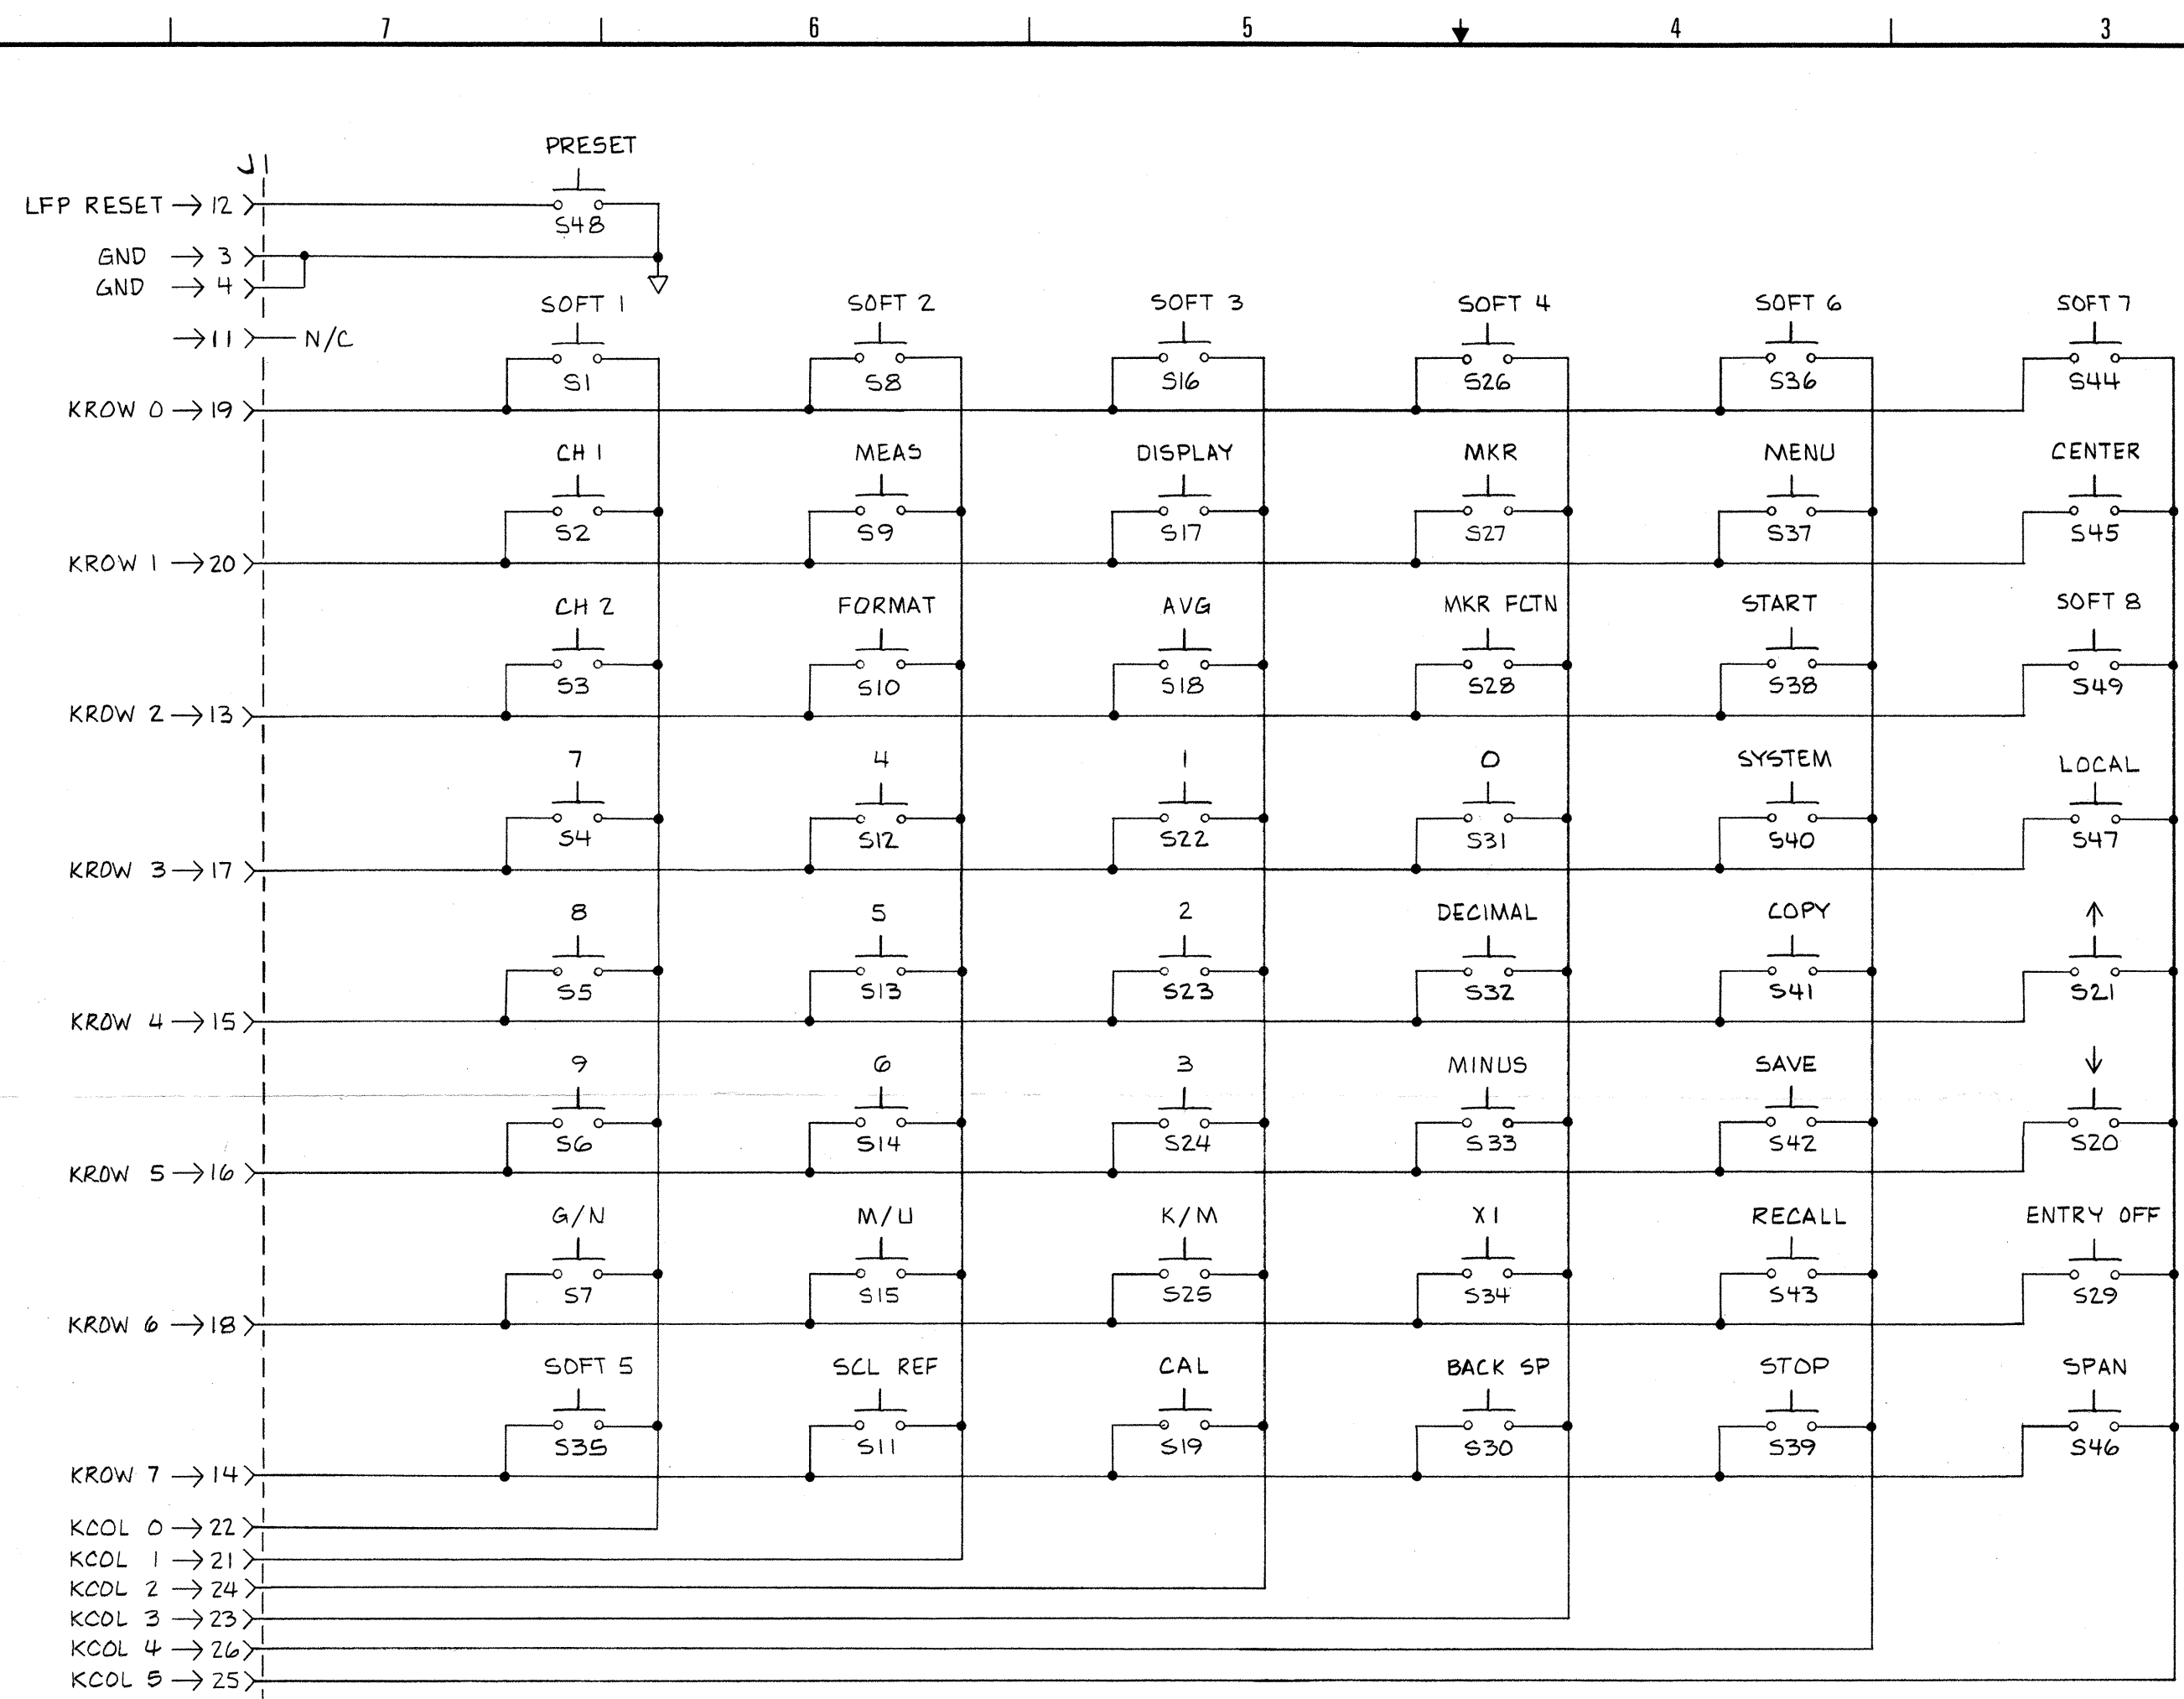 7 6 5 4 3
PRESET
J1
LFP RESET → 12
S48
GND → 3
GND → 4
SOFT 1 SOFT 2 SOFT 3 SOFT 4 SOFT 6 SOFT 7
→ 11 N/C
S1 S8 S16 S26 S36 S44
KROW 0 → 19
CH 1 MEAS DISPLAY MKR MENU CENTER
S2 S9 S17 S27 S37 S45
KROW 1 → 20
CH 2 FORMAT AVG MKR FCTN START SOFT 8
S3 S10 S18 S28 S38 S49
KROW 2 → 13
7 4 1 0 SYSTEM LOCAL
S4 S12 S22 S31 S40 S47
KROW 3 → 17
8 5 2 DECIMAL COPY ↑
S5 S13 S23 S32 S41 S21
KROW 4 → 15
9 6 3 MINUS SAVE ↓
S6 S14 S24 S33 S42 S20
KROW 5 → 16
G/N M/U K/M X1 RECALL ENTRY OFF
S7 S15 S25 S34 S43 S29
KROW 6 → 18
SOFT 5 SCL REF CAL BACK SP STOP SPAN
S35 S11 S19 S30 S39 S46
KROW 7 → 14
KCOL 0 → 22
KCOL 1 → 21
KCOL 2 → 24
KCOL 3 → 23
KCOL 4 → 26
KCOL 5 → 25